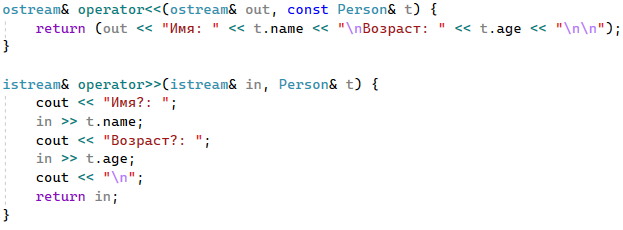 ostream& operator<<(ostream& out, const Person& t) {
    return (out << "Имя: " << t.name << "\nВозраст: " << t.age << "\n\n");
}

istream& operator>>(istream& in, Person& t) {
    cout << "Имя?: ";
    in >> t.name;
    cout << "Возраст?: ";
    in >> t.age;
    cout << "\n";
    return in;
}